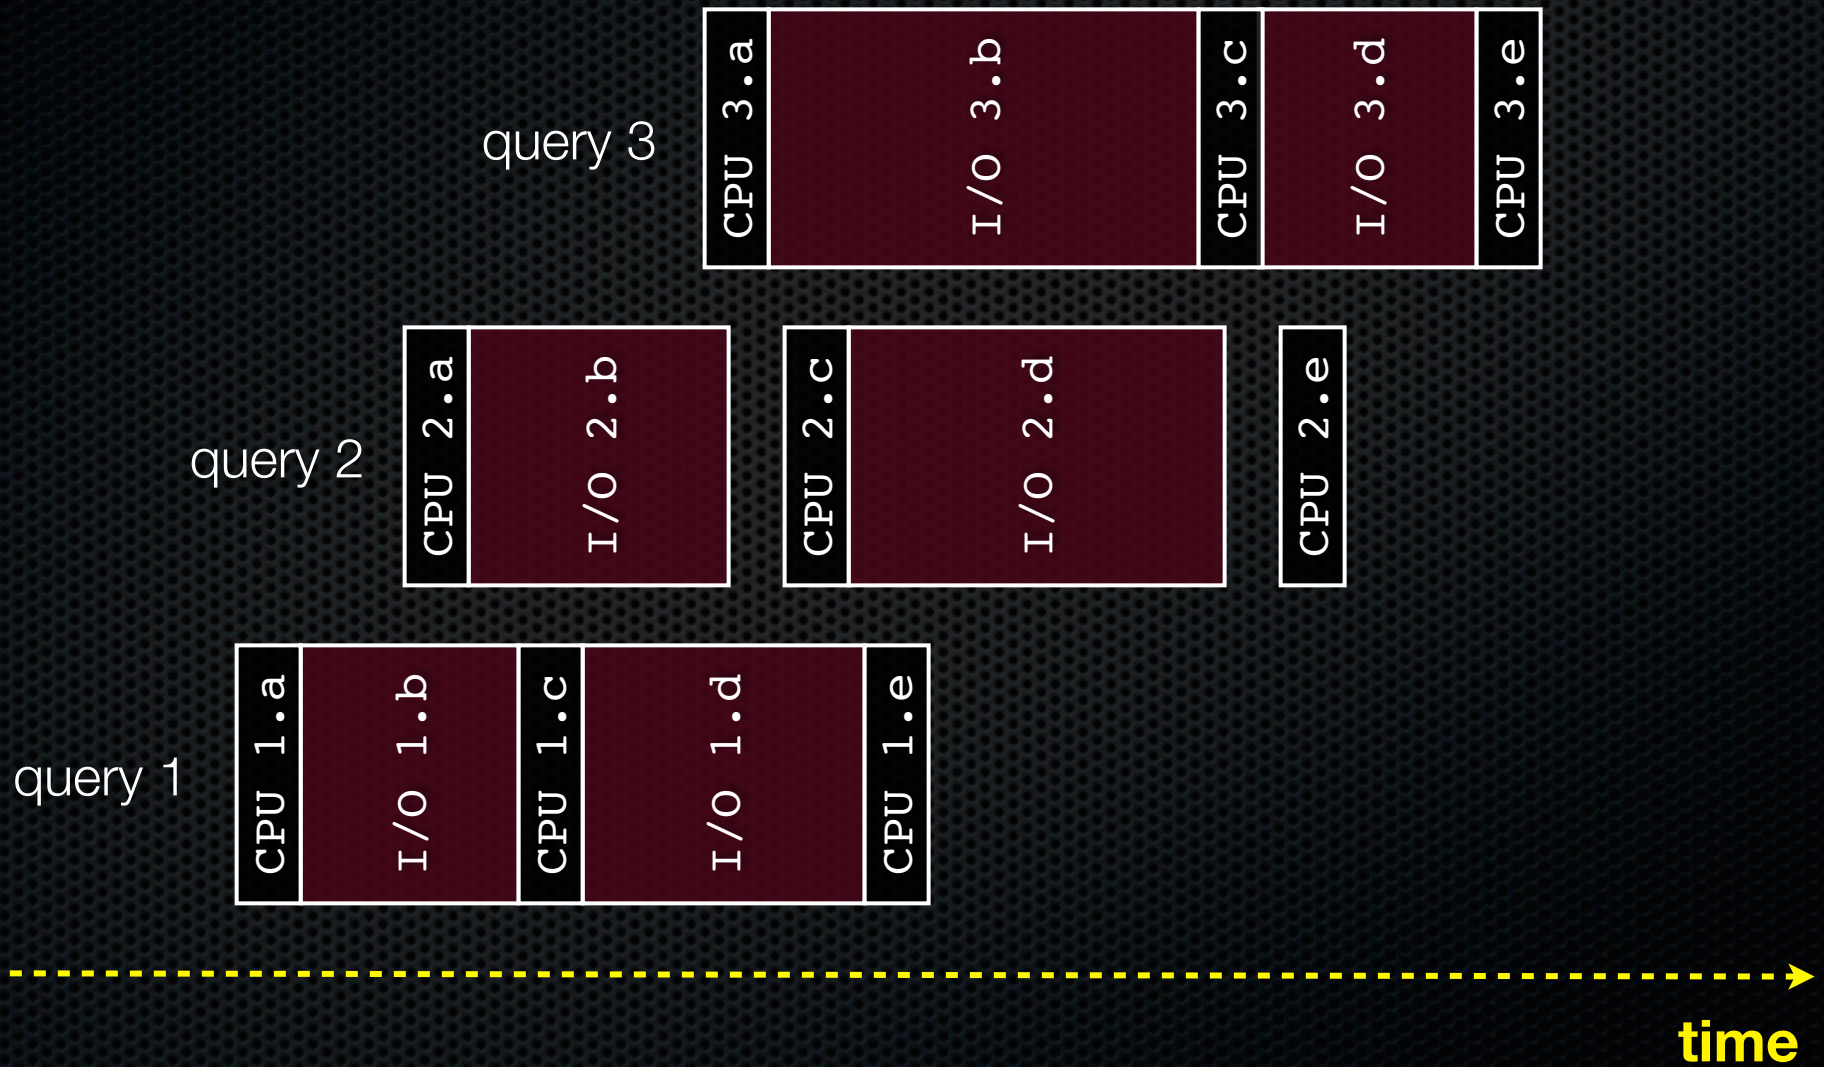 query 3
CPU 3.a
I/O 3.b
CPU 3.c
I/O 3.d
CPU 3.e
query 2
CPU 2.a
I/O 2.b
CPU 2.c
I/O 2.d
CPU 2.e
query 1
CPU 1.a
I/O 1.b
CPU 1.c
I/O 1.d
CPU 1.e
time